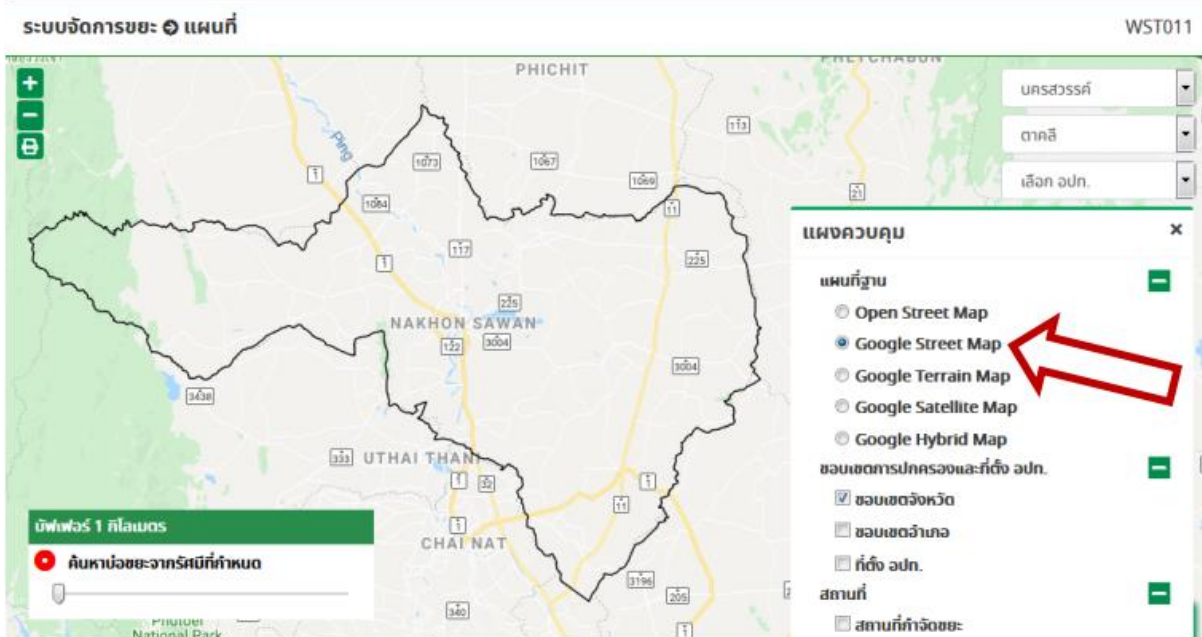 ระบบจัดการขยะ แผนที่
WST011
PHICHIT
PHETCHABUN
นครสวรรค์
ตาคลี
เลือก อปท.
Ping
113
1073
1067
1
1069
1084
21
11
117
1
225
225
NAKHON SAWAN
122
3004
3004
3438
333
UTHAI THANI
1
32
1
11
1
CHAI NAT
3196
205
340
1
National Park
แผงควบคุม
×
แผนที่ฐาน
Open Street Map
Google Street Map
Google Terrain Map
Google Satellite Map
Google Hybrid Map
ขอบเขตการปกครองและที่ตั้ง อปท.
ขอบเขตจังหวัด
ขอบเขตอำเภอ
ที่ตั้ง อปท.
สถานที่
สถานที่กำจัดขยะ
บัฟเฟอร์ 1 กิโลเมตร
ค้นหาบ่อขยะจากรัศมีที่กำหนด